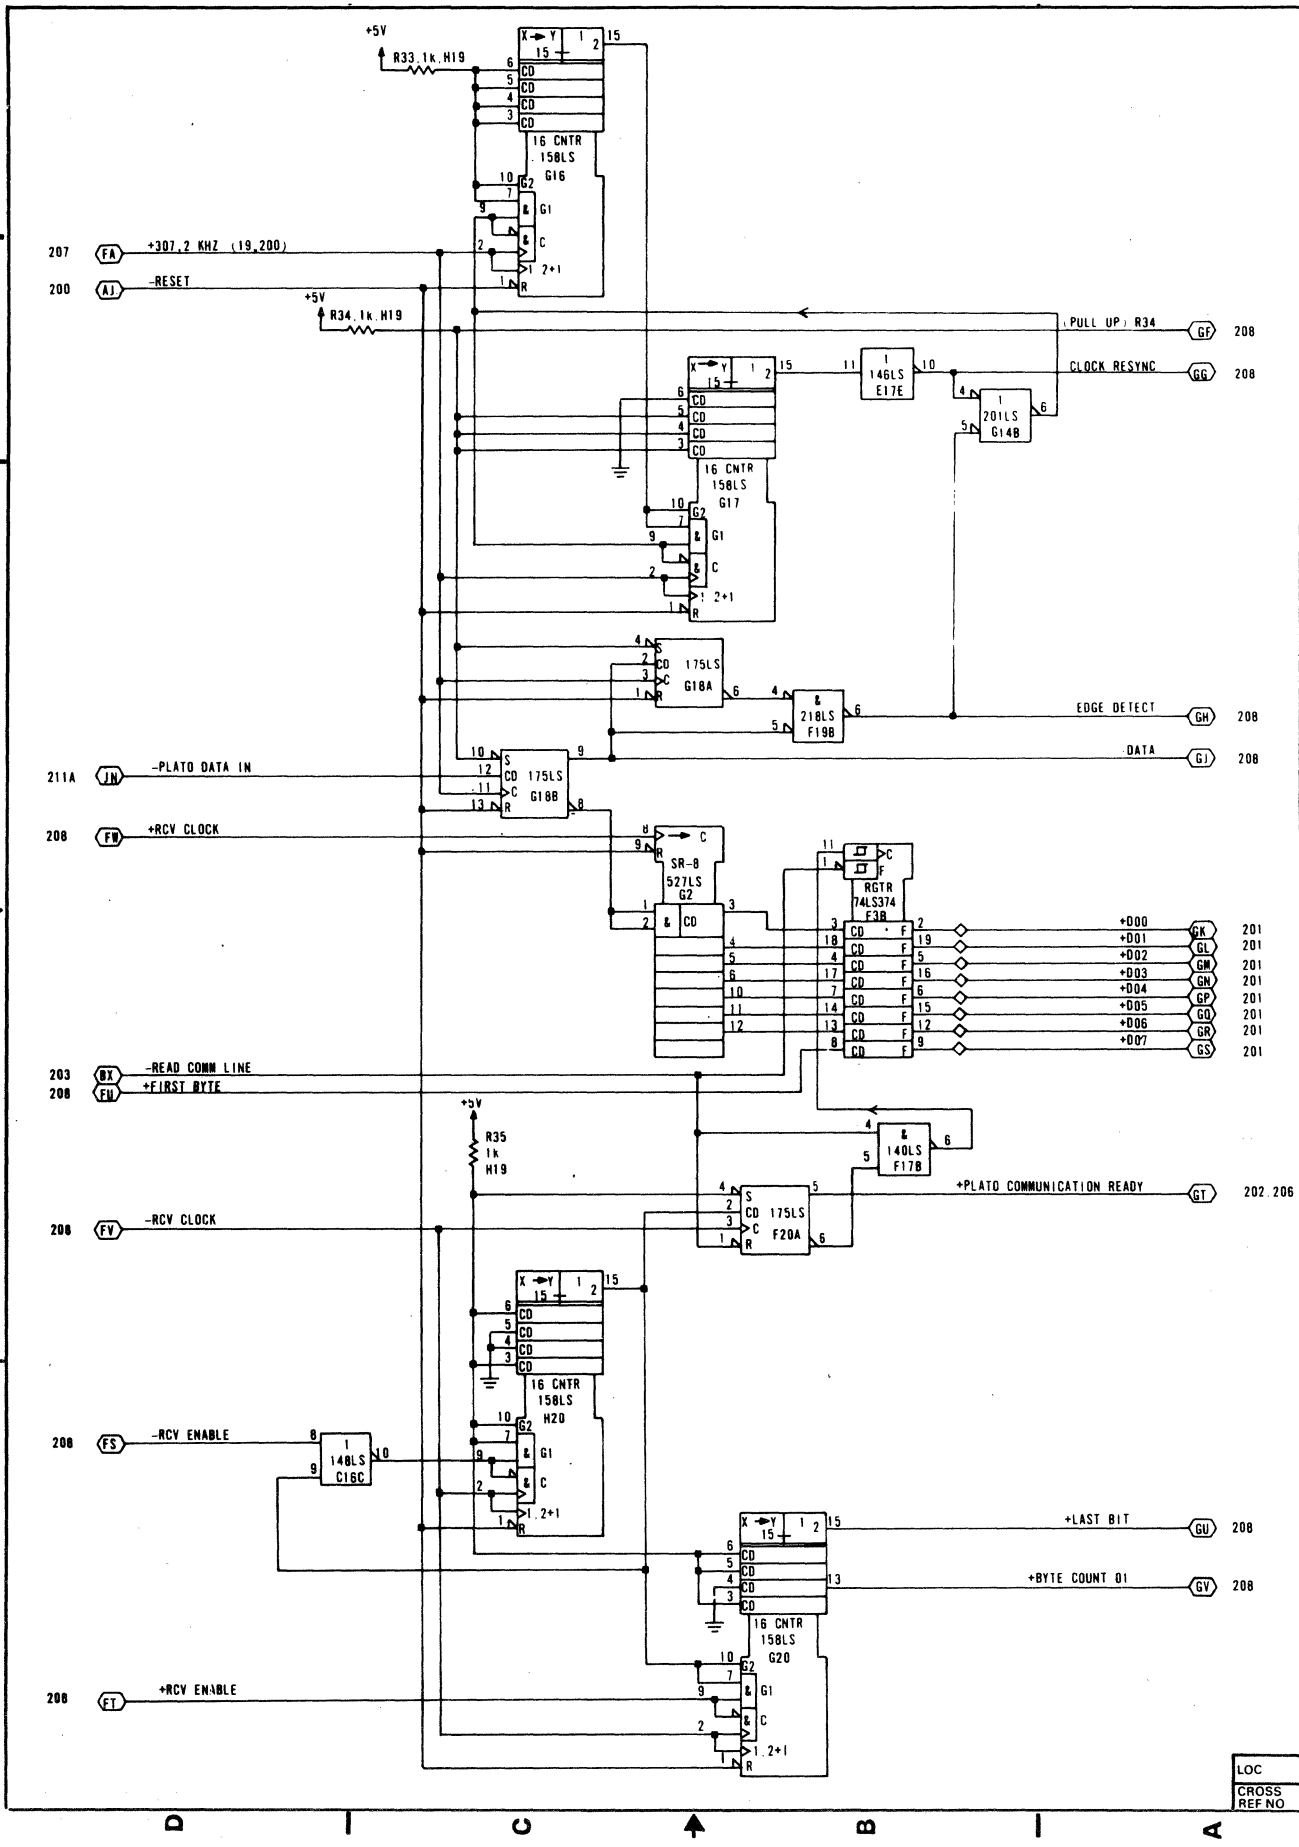 +5V
R33,1k,H19
X → Y 1 2 15
15
6 CD
5 CD
4 CD
3 CD
16 CNTR
158LS
G16
10 G2
7
9 & G1
& C
207 FA +307,2 KHZ (19,200) 2
1 2+1
200 AJ -RESET 1 R
+5V
R34,1k,H19
(PULL UP) R34 GF 208
X → Y 1 2 15
15
11 1 10
146LS
E17E
CLOCK RESYNC GG 208
4 1 6
201LS
5 G14B
6 CD
5 CD
4 CD
3 CD
16 CNTR
158LS
G17
10 G2
7
9 & G1
& C
2
1 2+1
1 R
4 S
2 CD 175LS
3 C
G18A
1 R 6
4 & 6
218LS
5 F19B
EDGE DETECT GH 208
DATA GJ 208
10 S 9
211A JN -PLATO DATA IN 12 CD 175LS
11 C
G18B
13 R 8
208 FW +RCV CLOCK 8 → C
9 R
SR-8
527LS
G2
1 & CD 3
2
4
5
6
10
11
12
11 C
1 F
RGTR
74LS374
F3B
3 CD F 2 +D00 GK 201
18 CD F 19 +D01 GL 201
4 CD F 5 +D02 GM 201
17 CD F 16 +D03 GN 201
7 CD F 6 +D04 GP 201
14 CD F 15 +D05 GQ 201
13 CD F 12 +D06 GR 201
8 CD F 9 +D07 GS 201
203 BX -READ COMM LINE
208 FU +FIRST BYTE
+5V
R35
1k
H19
4 & 6
140LS
5 F17B
4 S 5
2 CD 175LS
3 C
F20A
1 R 6
+PLATO COMMUNICATION READY GT 202.206
208 FV -RCV CLOCK
X → Y 1 2 15
15
6 CD
5 CD
4 CD
3 CD
16 CNTR
158LS
H20
10 G2
7
9 & G1
& C
2
1,2+1
1 R
208 FS -RCV ENABLE 8 1 10
148LS
9 C16C
X → Y 1 2 15
15
+LAST BIT GU 208
6 CD
5 CD
4 CD 13
3 CD
+BYTE COUNT 01 GV 208
16 CNTR
158LS
G20
10 G2
7
208 FT +RCV ENABLE 9 & G1
& C
2
1,2+1
1 R
LOC
CROSS
REF NO
D C B A